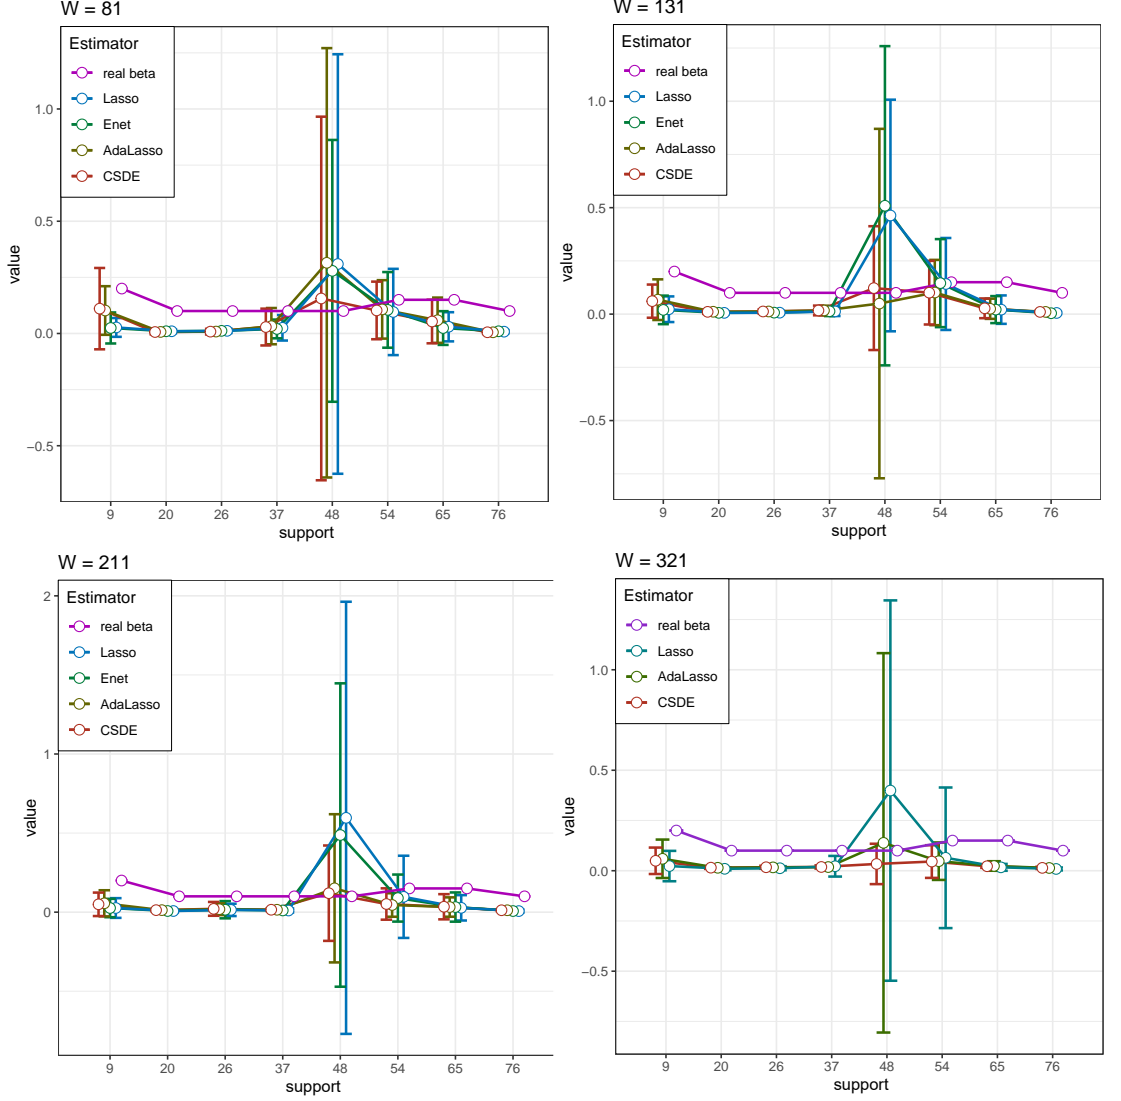 W = 81
Estimator
real beta
Lasso
Enet
AdaLasso
CSDE
1.0
0.5
0.0
−0.5
value
9 20 26 37 48 54 65 76
support
W = 131
Estimator
real beta
Lasso
Enet
AdaLasso
CSDE
1.0
0.5
0.0
−0.5
value
9 20 26 37 48 54 65 76
support
W = 211
Estimator
real beta
Lasso
Enet
AdaLasso
CSDE
2
1
0
value
9 20 26 37 48 54 65 76
support
W = 321
Estimator
real beta
Lasso
AdaLasso
CSDE
1.0
0.5
0.0
−0.5
value
9 20 26 37 48 54 65 76
support